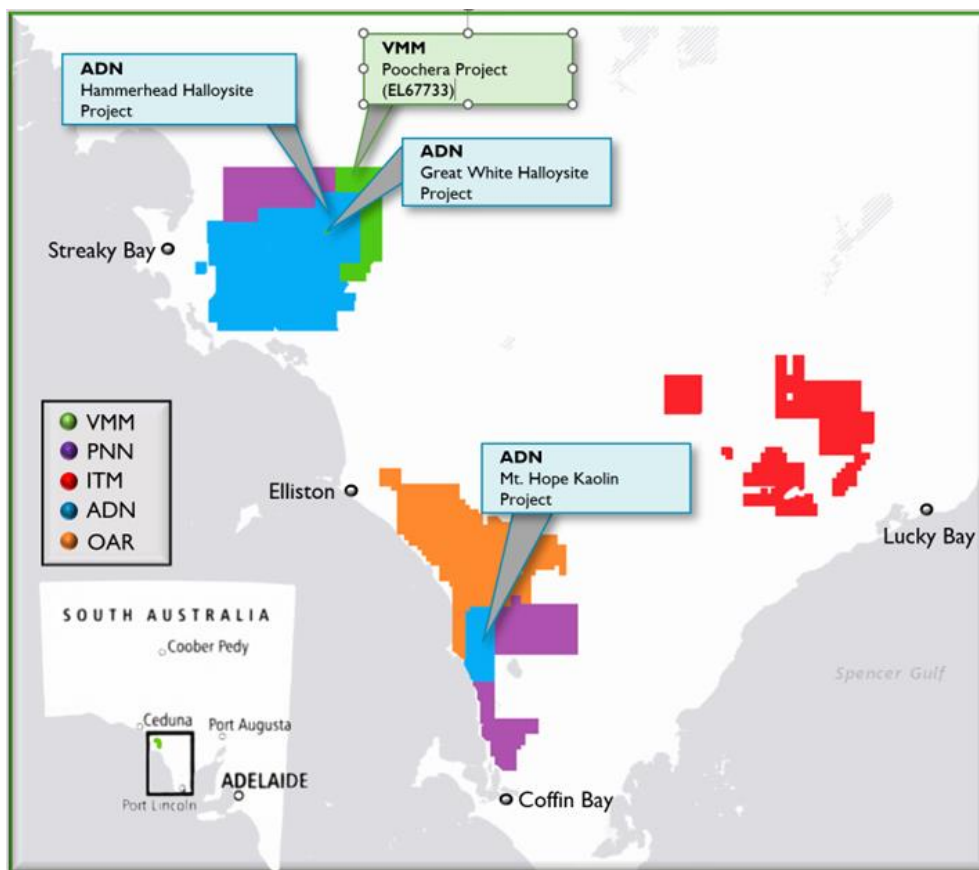 VMM
Poochera Project
(EL67733)
ADN
Hammerhead Halloysite
Project
ADN
Great White Halloysite
Project
Streaky Bay
VMM
PNN
ITM
ADN
OAR
Elliston
ADN
Mt. Hope Kaolin
Project
Lucky Bay
SOUTH AUSTRALIA
Coober Pedy
Ceduna
Port Augusta
ADELAIDE
Port Lincoln
Spencer Gulf
Coffin Bay